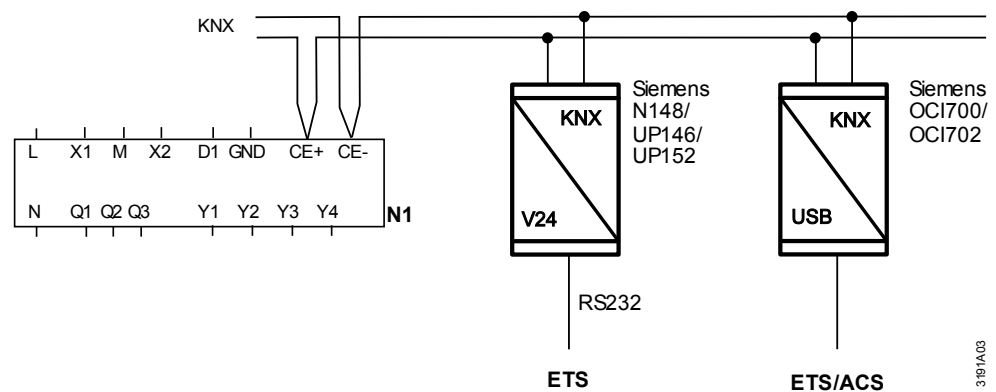 KNX
L X1 M X2 D1 GND CE+ CE-
N Q1 Q2 Q3 Y1 Y2 Y3 Y4
N1
KNX
V24
Siemens
N148/
UP146/
UP152
RS232
ETS
KNX
USB
Siemens
OCI700/
OCI702
ETS/ACS
3191A03